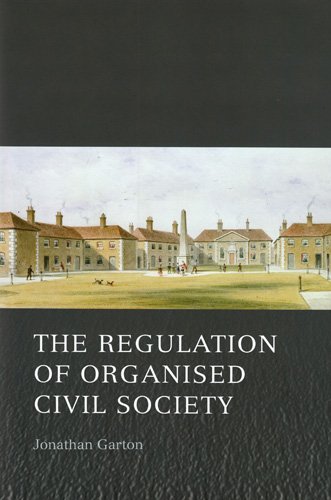 THE REGULATION
OF ORGANISED
CIVIL SOCIETY
Jonathan Garton